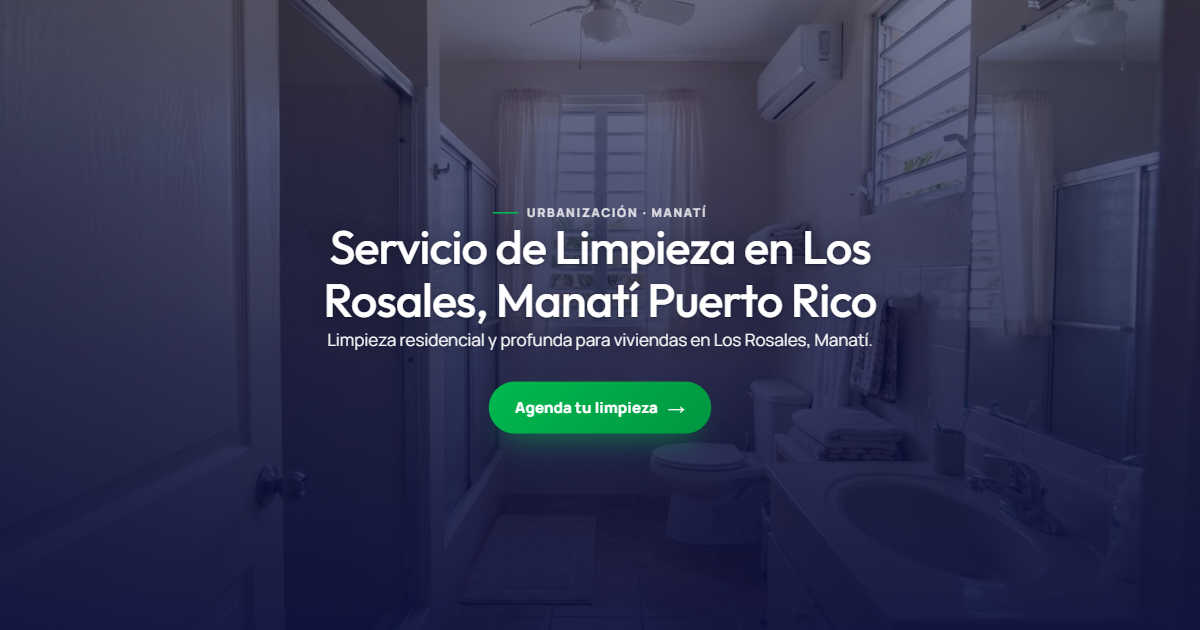 URBANIZACIÓN · MANATÍ
Servicio de Limpieza en Los
Rosales, Manatí Puerto Rico
Limpieza residencial y profunda para viviendas en Los Rosales, Manatí.
Agenda tu limpieza →